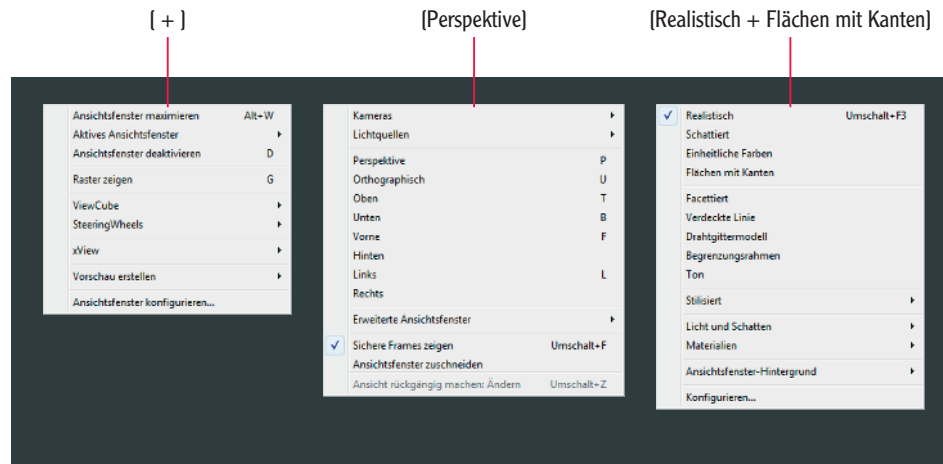 [ + ]
[Perspektive]
[Realistisch + Flächen mit Kanten]
Ansichtsfenster maximieren Alt+W
Aktives Ansichtsfenster
Ansichtsfenster deaktivieren D
Raster zeigen G
ViewCube
SteeringWheels
xView
Vorschau erstellen
Ansichtsfenster konfigurieren...
Kameras
Lichtquellen
Perspektive P
Orthographisch U
Oben T
Unten B
Vorne F
Hinten
Links L
Rechts
Erweiterte Ansichtsfenster
Sichere Frames zeigen Umschalt+F
Ansichtsfenster zuschneiden
Ansicht rückgängig machen: Ändern Umschalt+Z
Realistisch Umschalt+F3
Schattiert
Einheitliche Farben
Flächen mit Kanten
Facettiert
Verdeckte Linie
Drahtgittermodell
Begrenzungsrahmen
Ton
Stilisiert
Licht und Schatten
Materialien
Ansichtsfenster-Hintergrund
Konfigurieren...